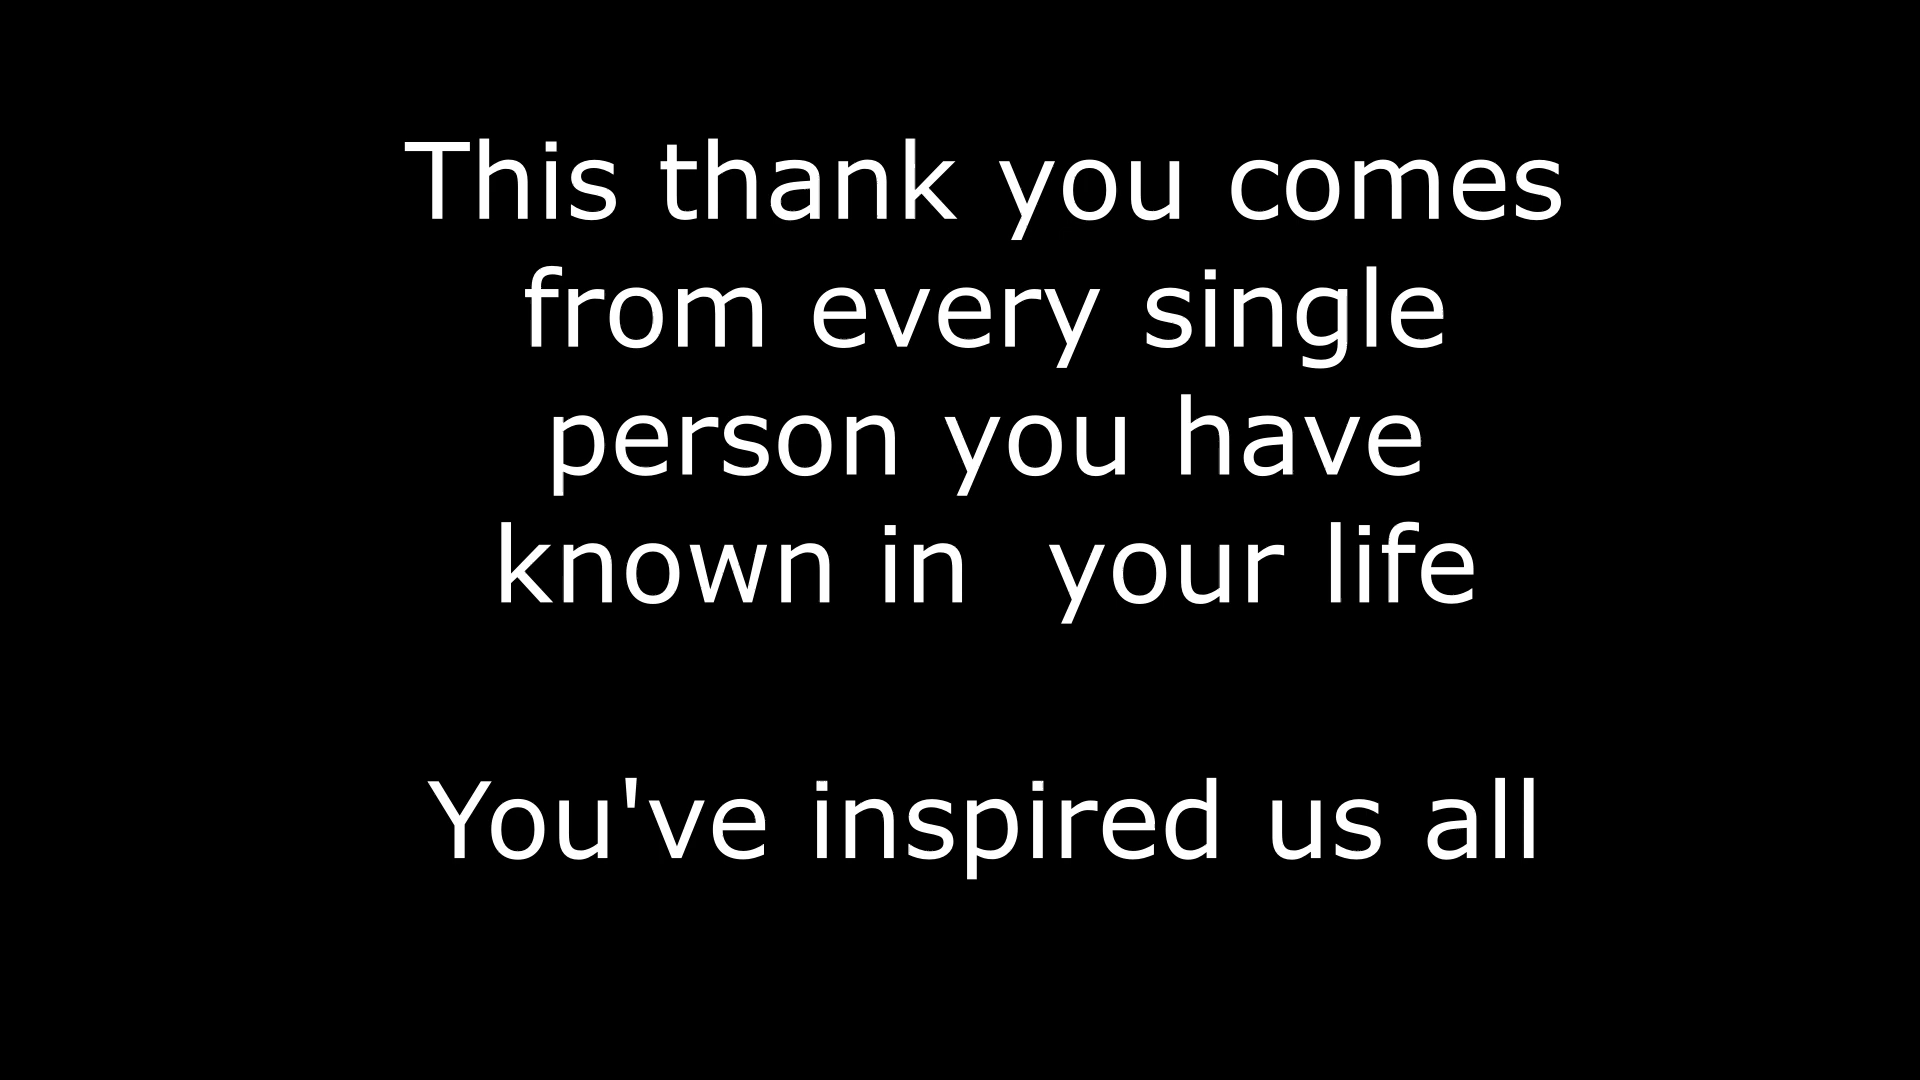 This thank you comes
from every single
person you have
known in  your life
You've inspired us all